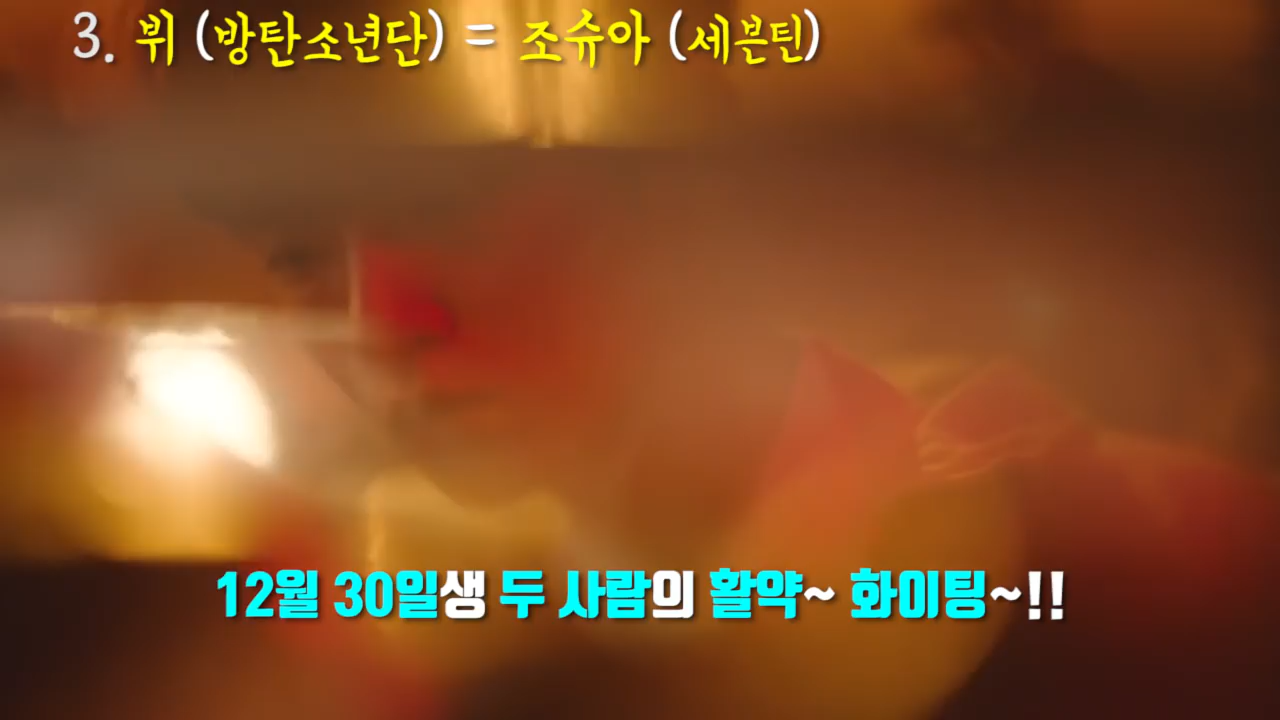 3. 뷔 (방탄소년단) = 조슈아 (세븐틴)
12월 30일생 두 사람의 활약~ 화이팅~!!